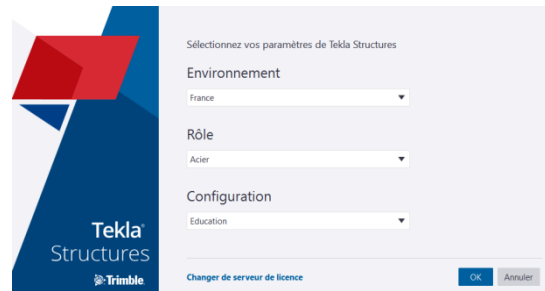 Sélectionnez vos paramètres de Tekla Structures
Environnement
France
Rôle
Acier
Configuration
Education
Tekla®
Structures
Trimble.
Changer de serveur de licence
OK
Annuler